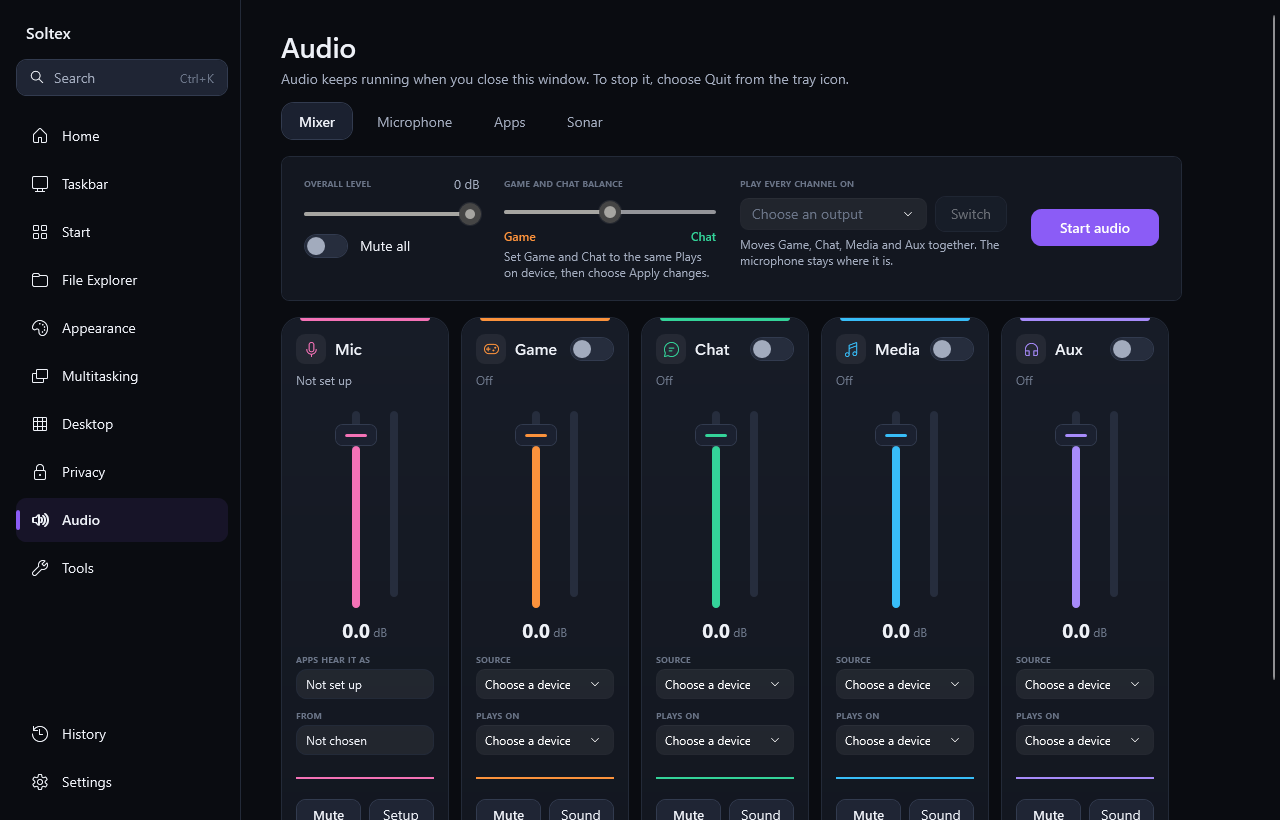 Soltex
Search Ctrl+K
Home
Taskbar
Start
File Explorer
Appearance
Multitasking
Desktop
Privacy
Audio
Tools
History
Settings
Audio
Audio keeps running when you close this window. To stop it, choose Quit from the tray icon.
Mixer Microphone Apps Sonar
OVERALL LEVEL 0 dB
Mute all
GAME AND CHAT BALANCE
Game Chat
Set Game and Chat to the same Plays
on device, then choose Apply changes.
PLAY EVERY CHANNEL ON
Choose an output Switch
Moves Game, Chat, Media and Aux together. The
microphone stays where it is.
Start audio
Mic
Not set up
0.0 dB
APPS HEAR IT AS
Not set up
FROM
Not chosen
Mute Setup
Game
Off
0.0 dB
SOURCE
Choose a device
PLAYS ON
Choose a device
Mute Sound
Chat
Off
0.0 dB
SOURCE
Choose a device
PLAYS ON
Choose a device
Mute Sound
Media
Off
0.0 dB
SOURCE
Choose a device
PLAYS ON
Choose a device
Mute Sound
Aux
Off
0.0 dB
SOURCE
Choose a device
PLAYS ON
Choose a device
Mute Sound